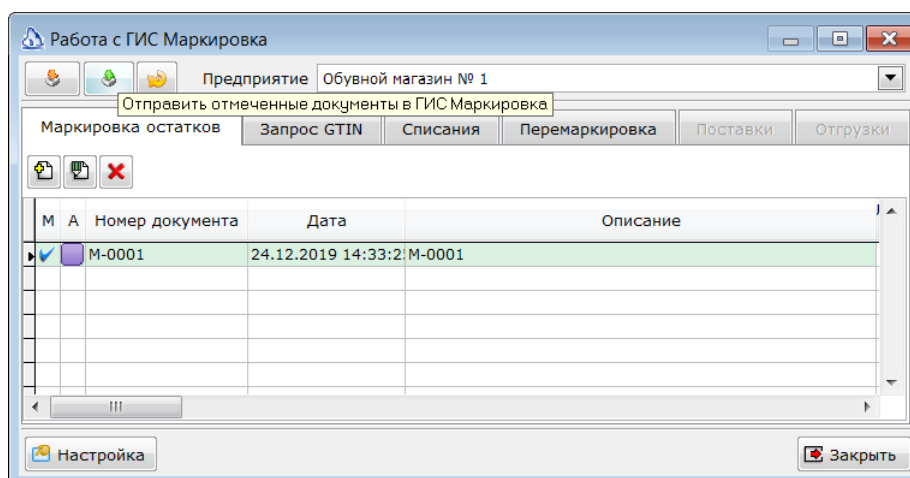 Работа с ГИС Маркировка
Предприятие Обувной магазин № 1
Отправить отмеченные документы в ГИС Маркировка
Маркировка остатков Запрос GTIN Списания Перемаркировка Поставки Отгрузки
М А Номер документа Дата Описание
М-0001 24.12.2019 14:33:2 М-0001
Настройка Закрыть